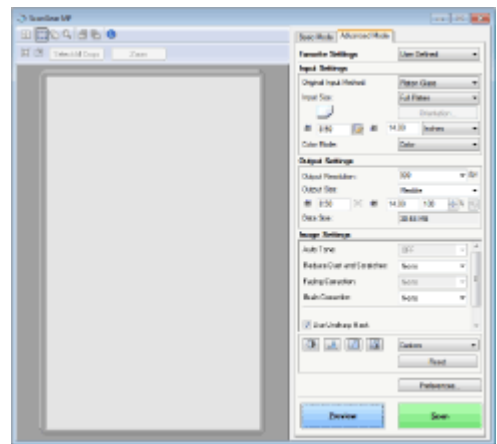 ScanGear MF
Basic Mode Advanced Mode
Select All Crops Zoom
Favorite Settings User Defined
Input Settings
Original Input Method: Platen Glass
Input Size: Full Platen
Orientation...
8.50 14.00 Inches
Color Mode: Color
Output Settings
Output Resolution: 300
Output Size: Flexible
8.50 14.00 100
Data Size:
Image Settings
Auto Tone OFF
Reduce Dust and Scratches None
Fading Correction None
Grain Correction None
Use Unsharp Mask
Custom
Reset
Preferences...
Preview Scan